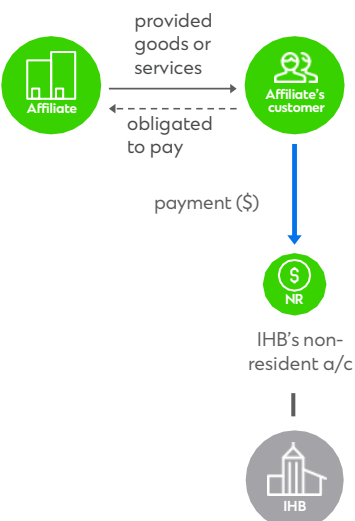 provided
goods or
services
Affiliate
Affiliate's
customer
obligated
to pay
payment ($)
$
NR
IHB's non-
resident a/c
IHB